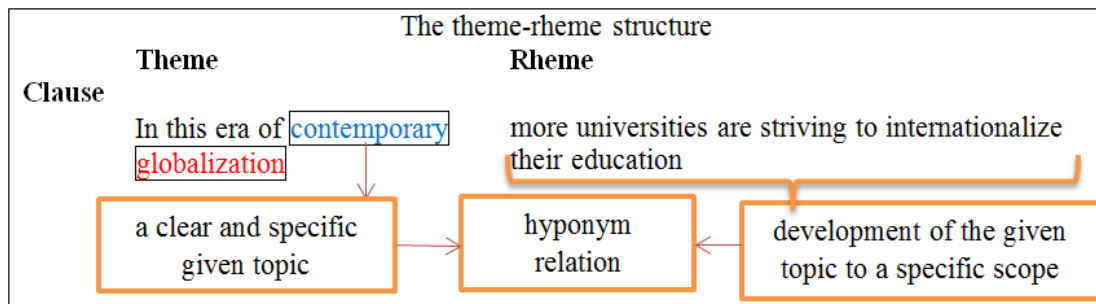 The theme-rheme structure
Theme Rheme
Clause
In this era of contemporary more universities are striving to internationalize
globalization their education
a clear and specific hyponym development of the given
given topic relation topic to a specific scope